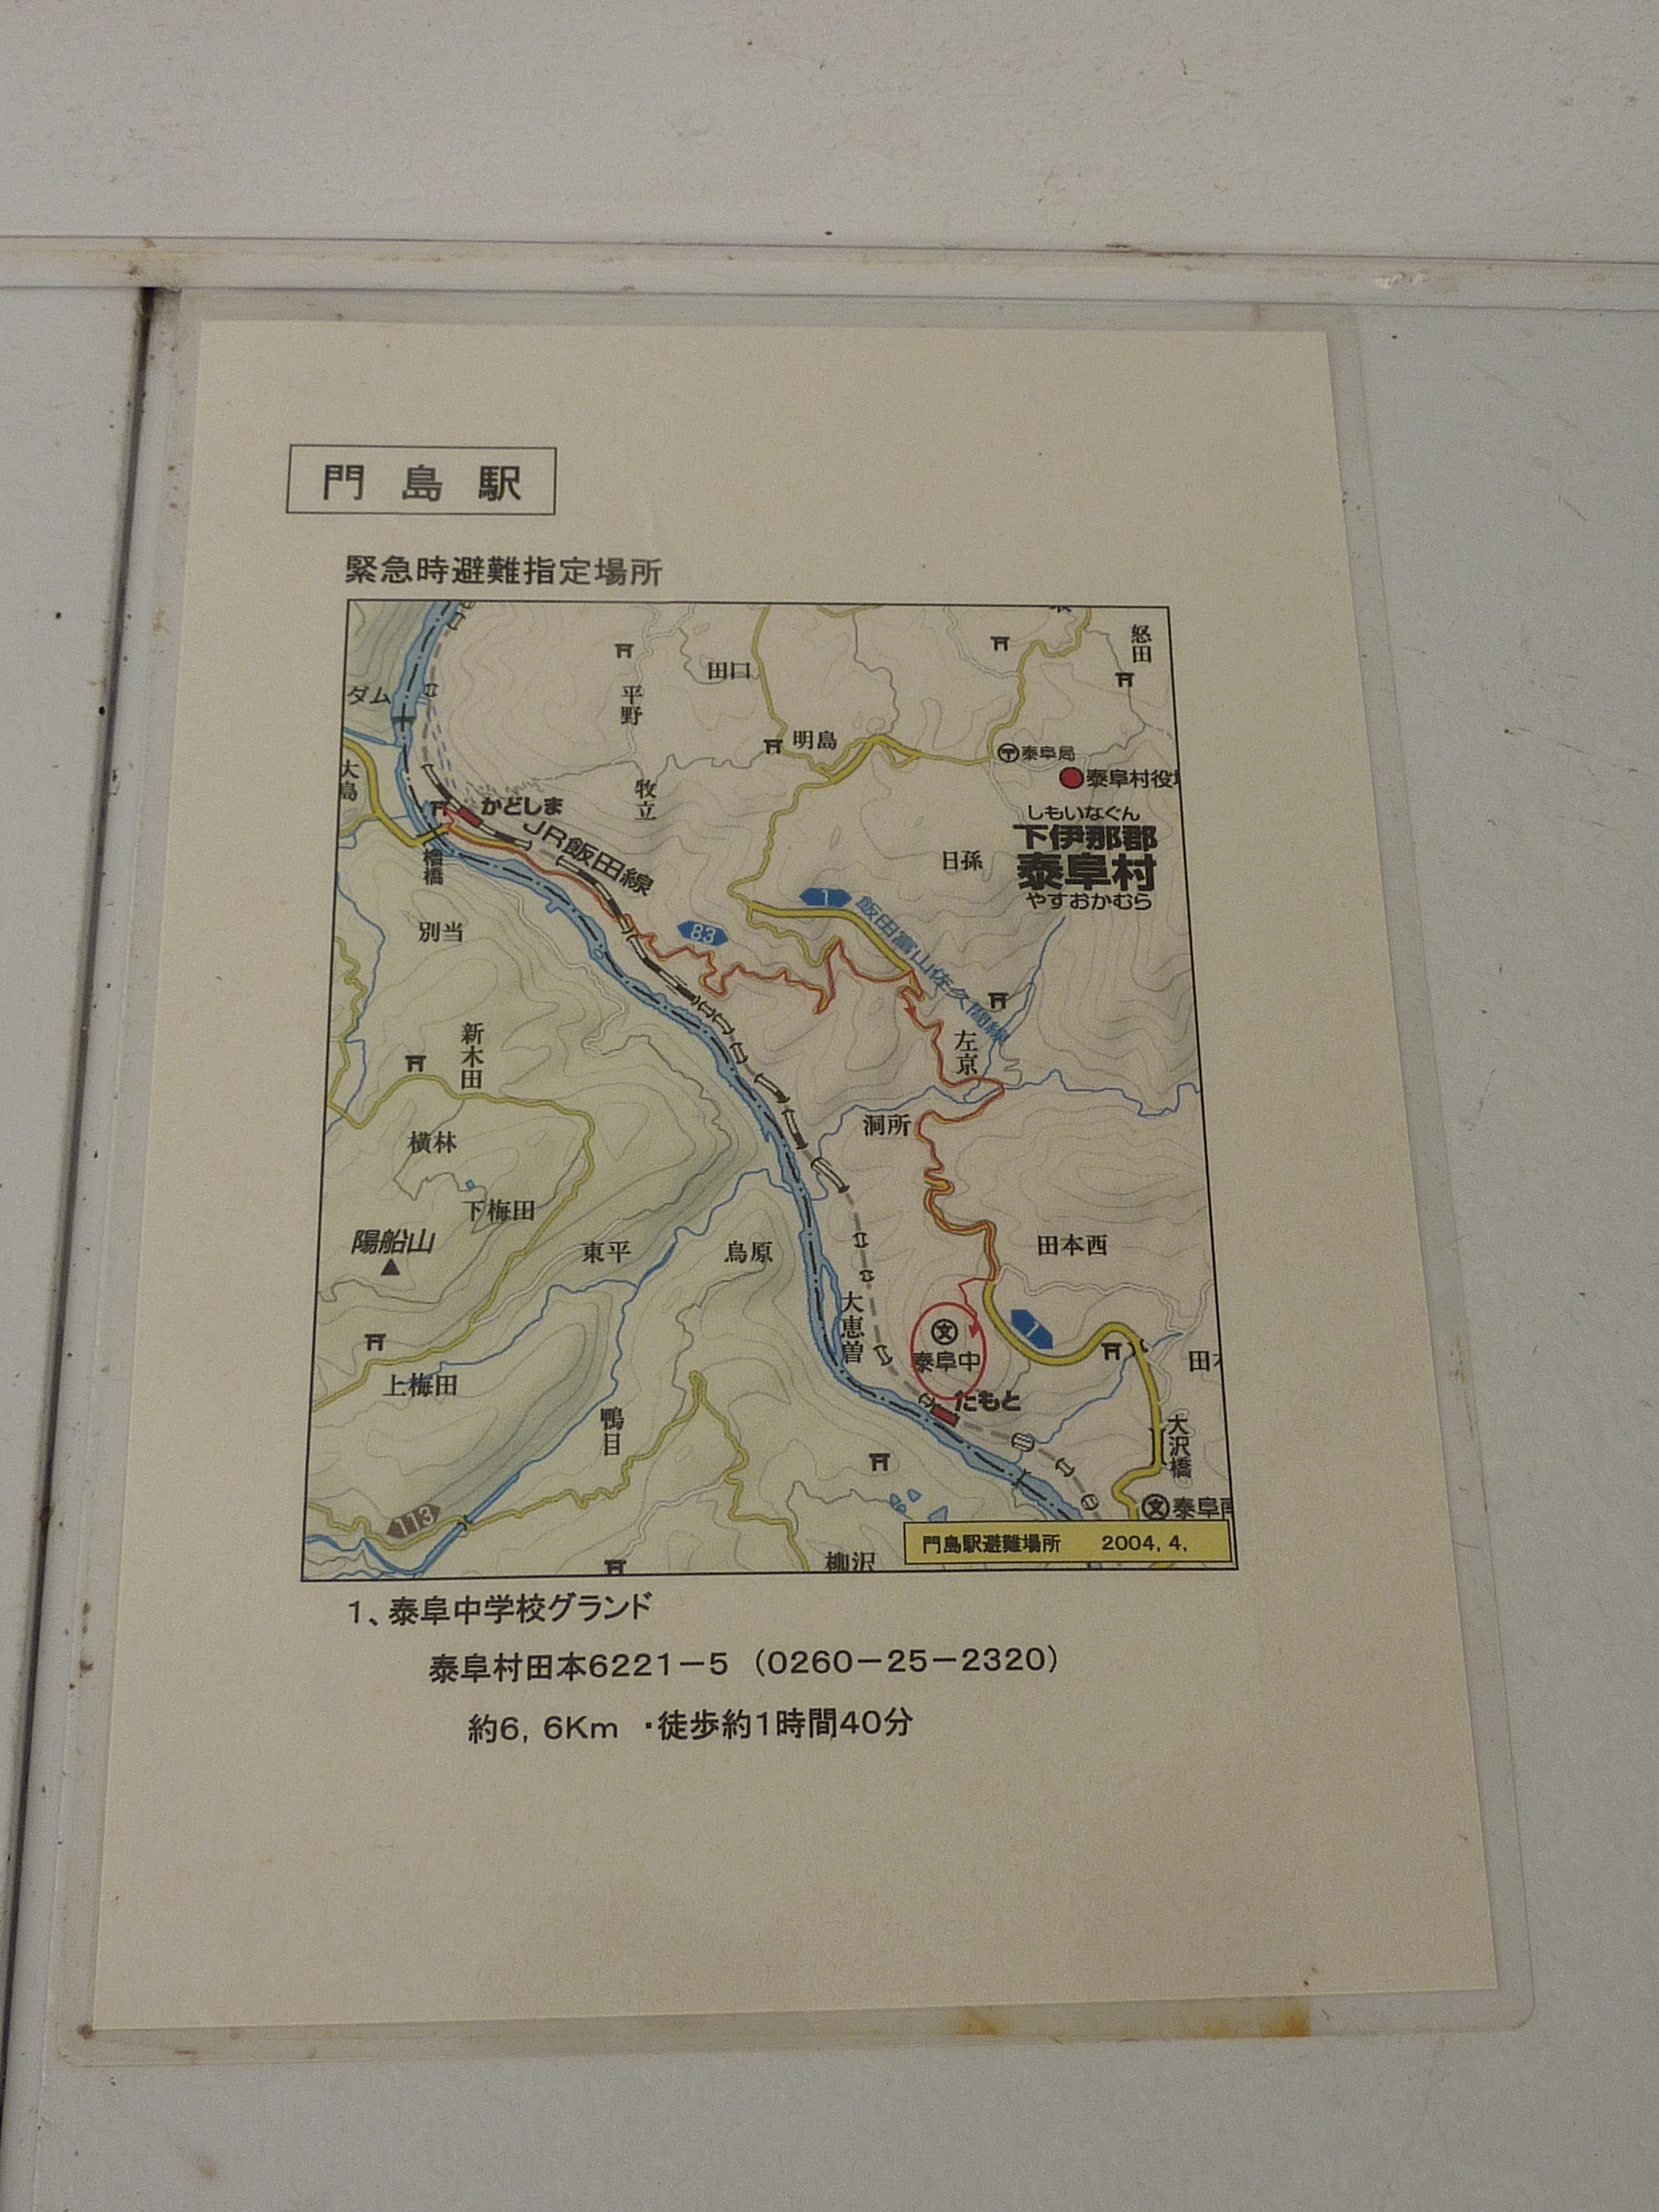 門島駅
緊急時避難指定場所
怒田
田口
平野
ダム
明島
泰阜局
大島
牧立
泰阜村役
かどしま
しもいなぐん
JR飯田線
下伊那郡
日孫
泰阜村
檜橋
やすおかむら
1
飯田富山佐久間線
別当
83
新木田
左京
洞所
横林
下梅田
陽船山
東平
鳥原
田本西
大恵曽
1
文
泰阜中
上梅田
たもと
鴨目
大沢橋
113
文 泰阜南
門島駅避難場所 2004.4.
柳沢
1、泰阜中学校グランド
泰阜村田本6221－5（0260－25－2320）
約6，6Km ・徒歩約1時間40分